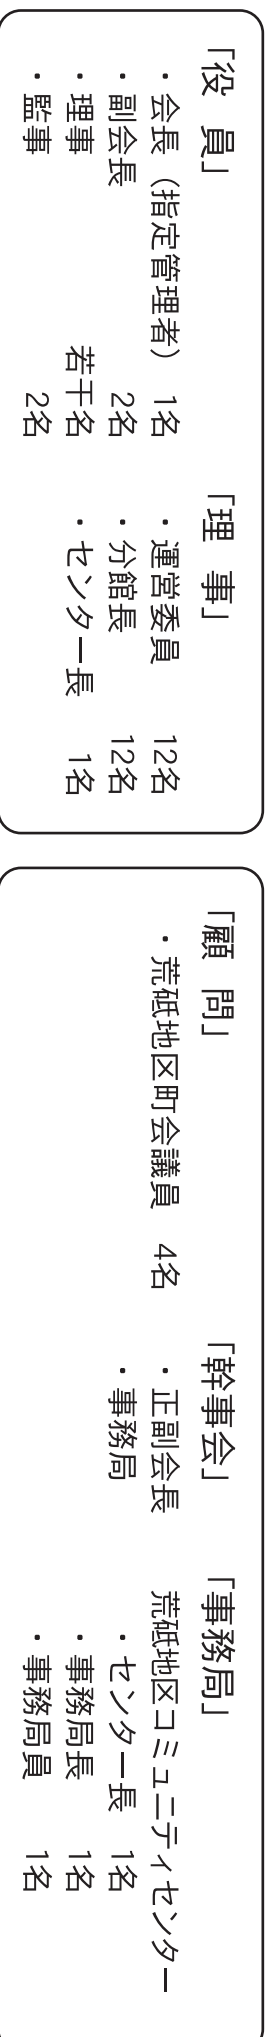 「役　員」
・会長（指定管理者）　1名
・副会長　2名
・理事　若干名
・監事　2名
「理　事」
・運営委員　12名
・分館長　12名
・センター長　1名
「顧　問」
・荒砥地区町会議員　4名
「幹事会」
・正副会長
・事務局
「事務局」
荒砥地区コミュニティセンター
・センター長　1名
・事務局長　1名
・事務局員　1名